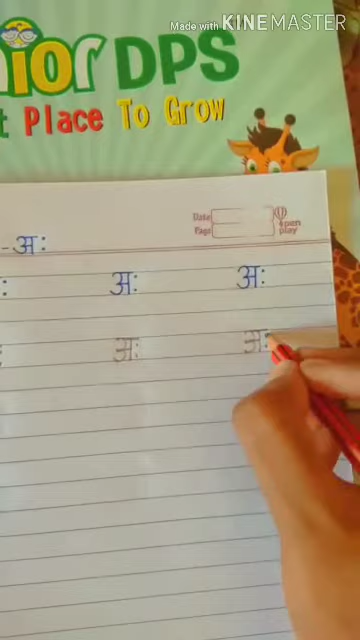 Made with KINEMASTER
nior DPS
t Place To Grow
Date
Page
Open
play
- अः
: अः अः
: अः अः